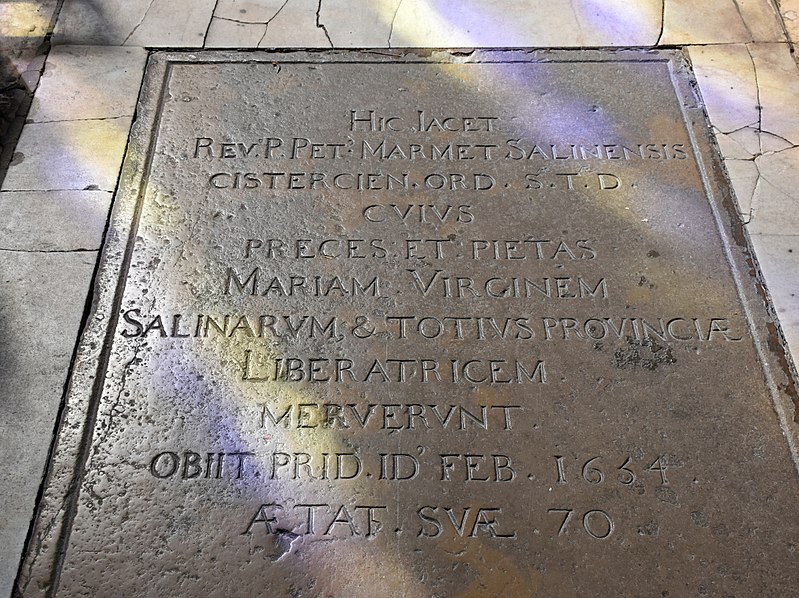 HIC IACET
REV. P. PETꝰ. MARMET SALINENSIS
CISTERCIEN. ORD. S. T. D.
CVIVS
PRECES ET PIETAS
MARIAM VIRGINEM
SALINARVM & TOTIVS PROVINCIÆ
LIBERATRICEM
MERVERVNT.
OBIIT. PRID. ID' FEB. 1654.
ÆTAT. SVÆ. 70